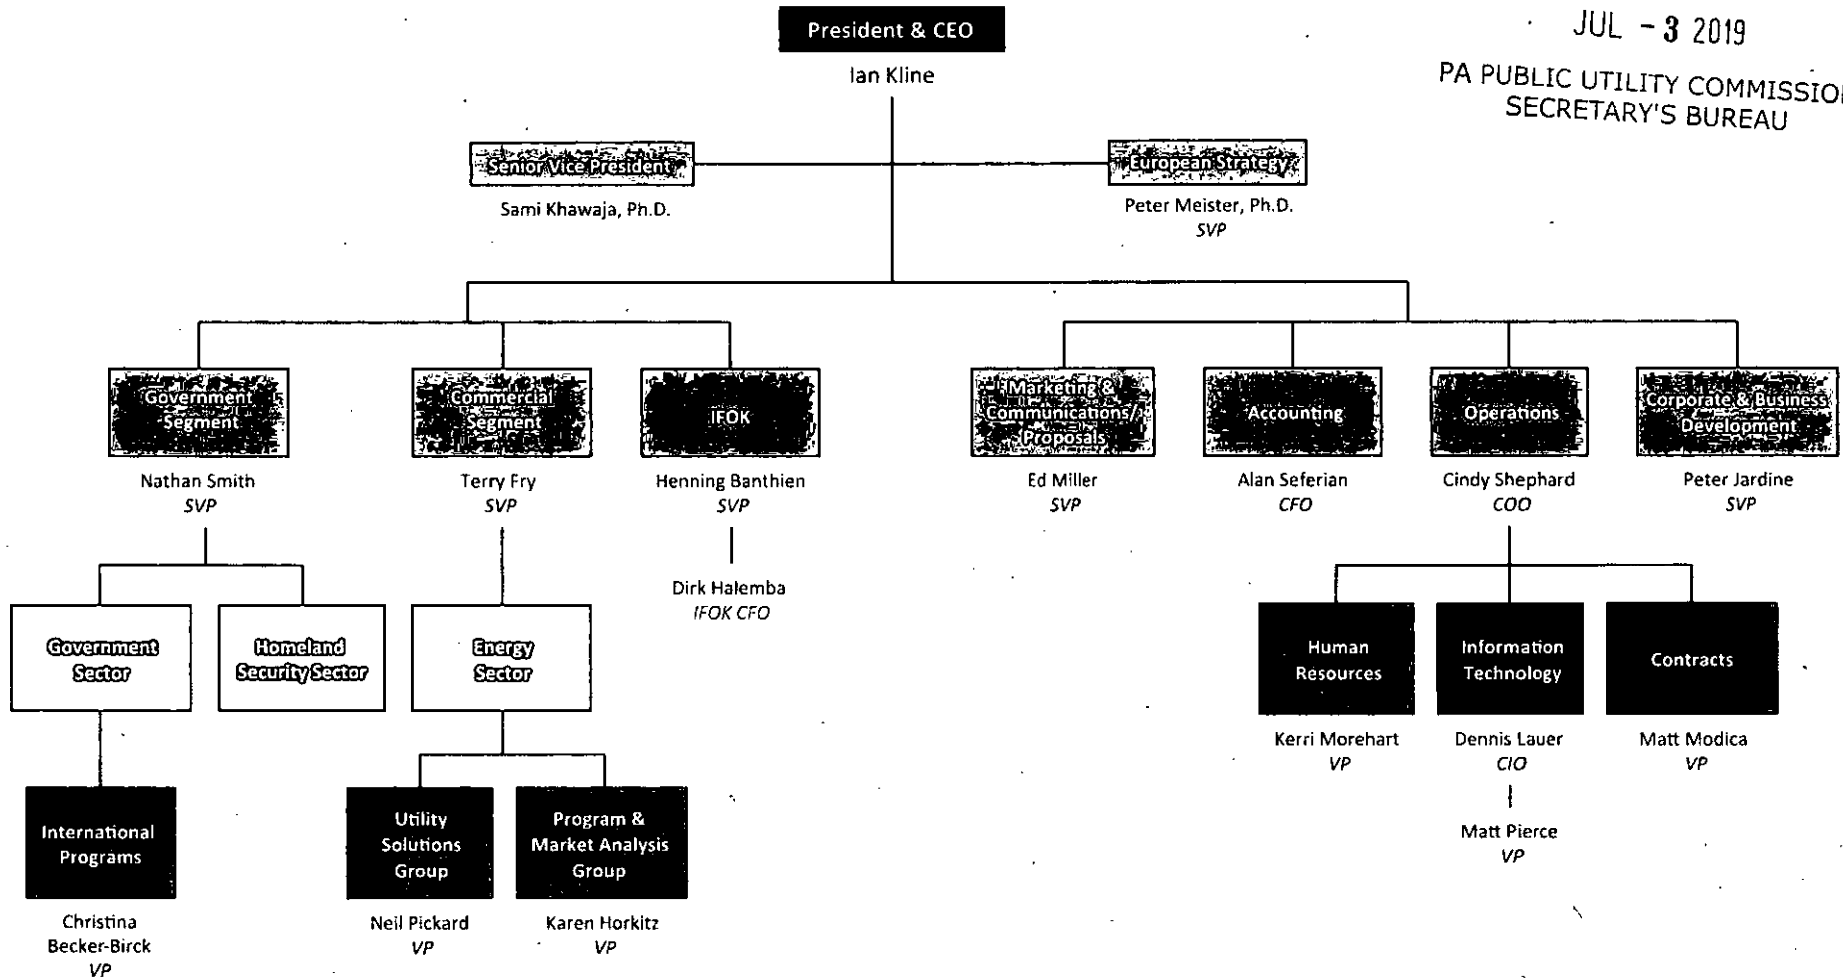 President & CEO
Ian Kline
JUL - 3 2019
PA PUBLIC UTILITY COMMISSION
SECRETARY'S BUREAU
Senior Vice President
Sami Khawaja, Ph.D.
European Strategy
Peter Meister, Ph.D.
SVP
Government
Segment
Nathan Smith
SVP
Commercial
Segment
Terry Fry
SVP
IFOK
Henning Banthien
SVP
Dirk Halemba
IFOK CFO
Marketing &
Communications/
Proposals
Ed Miller
SVP
Accounting
Alan Seferian
CFO
Operations
Cindy Shephard
COO
Corporate & Business
Development
Peter Jardine
SVP
Government
Sector
Homeland
Security Sector
Energy
Sector
Human
Resources
Kerri Morehart
VP
Information
Technology
Dennis Lauer
CIO
Matt Pierce
VP
Contracts
Matt Modica
VP
International
Programs
Christina
Becker-Birck
VP
Utility
Solutions
Group
Neil Pickard
VP
Program &
Market Analysis
Group
Karen Horkitz
VP